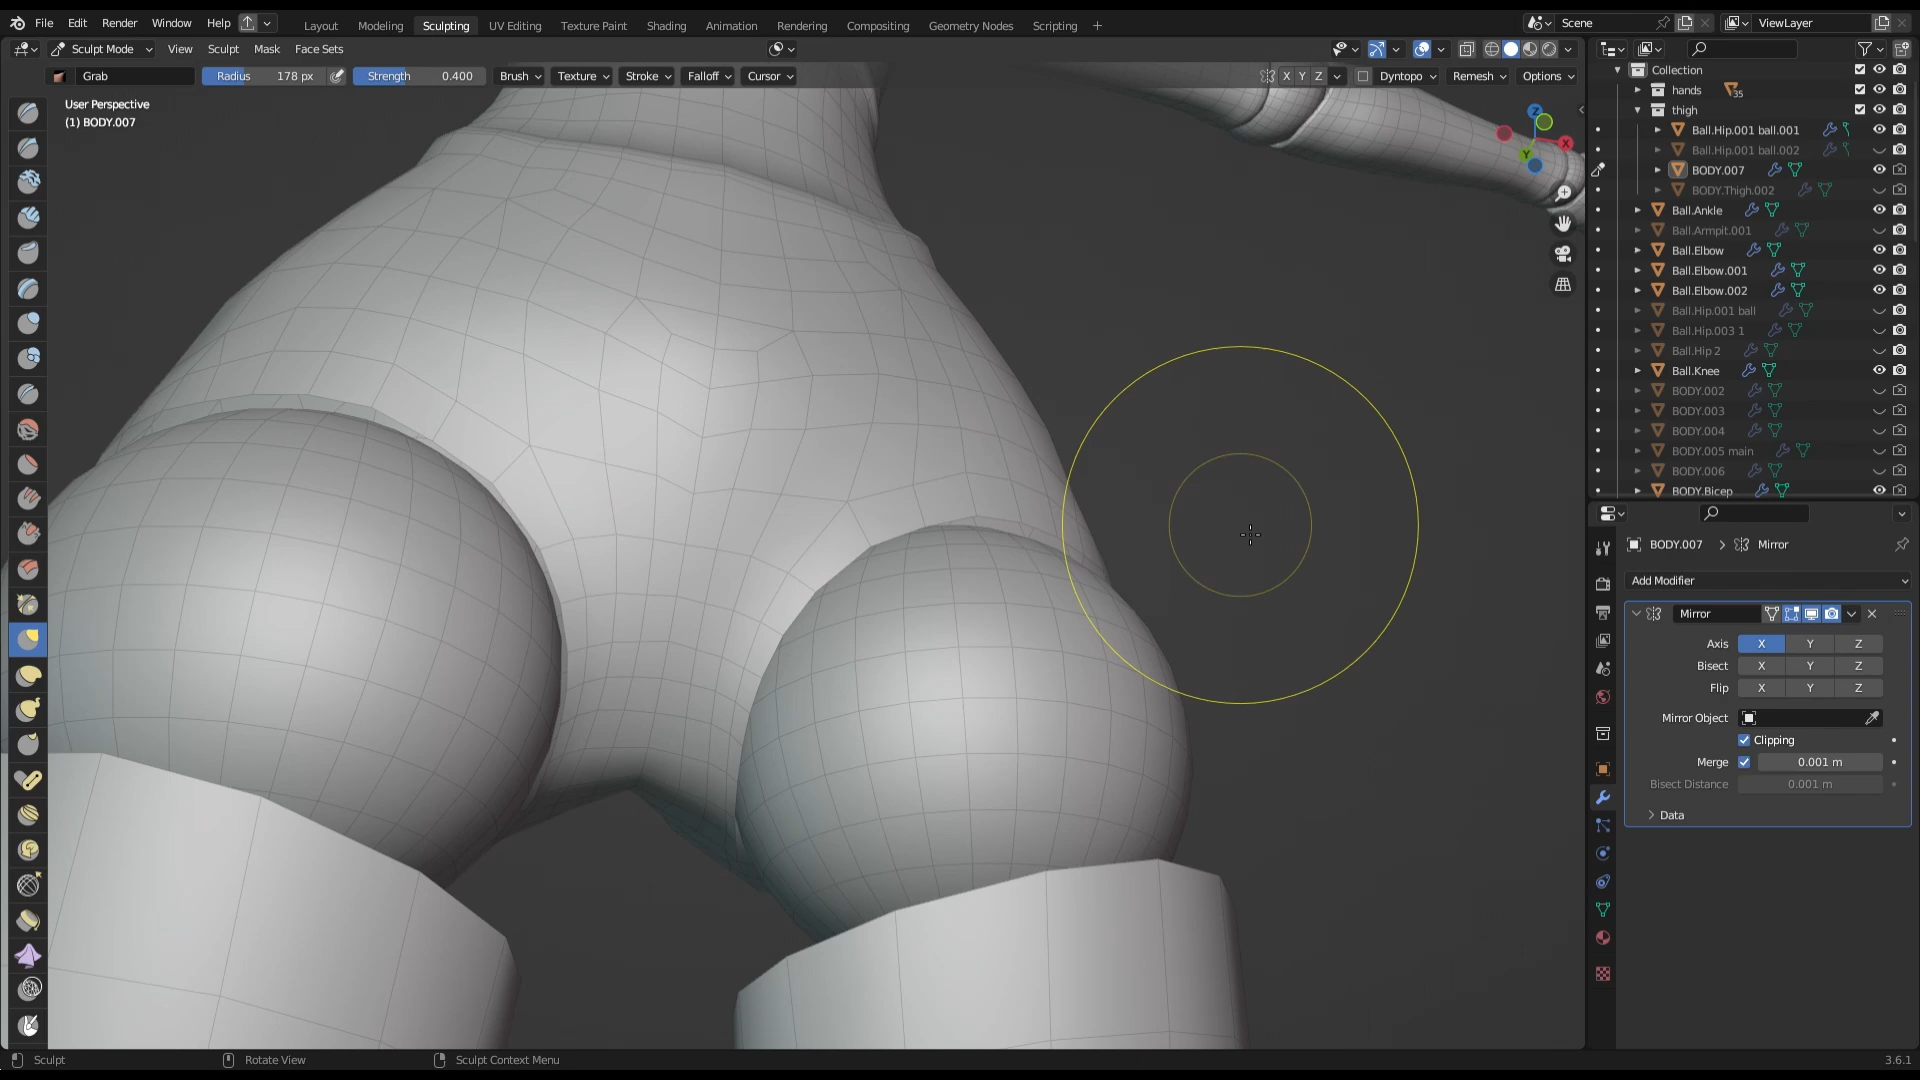 File Edit Render Window Help Layout Modeling Sculpting UV Editing Texture Paint Shading Animation Rendering Compositing Geometry Nodes Scripting + Scene ViewLayer
Sculpt Mode View Sculpt Mask Face Sets
Grab Radius 178 px Strength 0.400 Brush Texture Stroke Falloff Cursor X Y Z Dyntopo Remesh Options
User Perspective
(1) BODY.007
Z
X
Y
Collection
hands 35
thigh
Ball.Hip.001 ball.001
Ball.Hip.001 ball.002
BODY.007
BODY.Thigh.002
Ball.Ankle
Ball.Armpit.001
Ball.Elbow
Ball.Elbow.001
Ball.Elbow.002
Ball.Hip.001 ball
Ball.Hip.003 1
Ball.Hip 2
Ball.Knee
BODY.002
BODY.003
BODY.004
BODY.005 main
BODY.006
BODY.Bicep
BODY.007 > Mirror
Add Modifier
Mirror
Axis X Y Z
Bisect X Y Z
Flip X Y Z
Mirror Object
Clipping
Merge 0.001 m
Bisect Distance 0.001 m
Data
Sculpt Rotate View Sculpt Context Menu 3.6.1